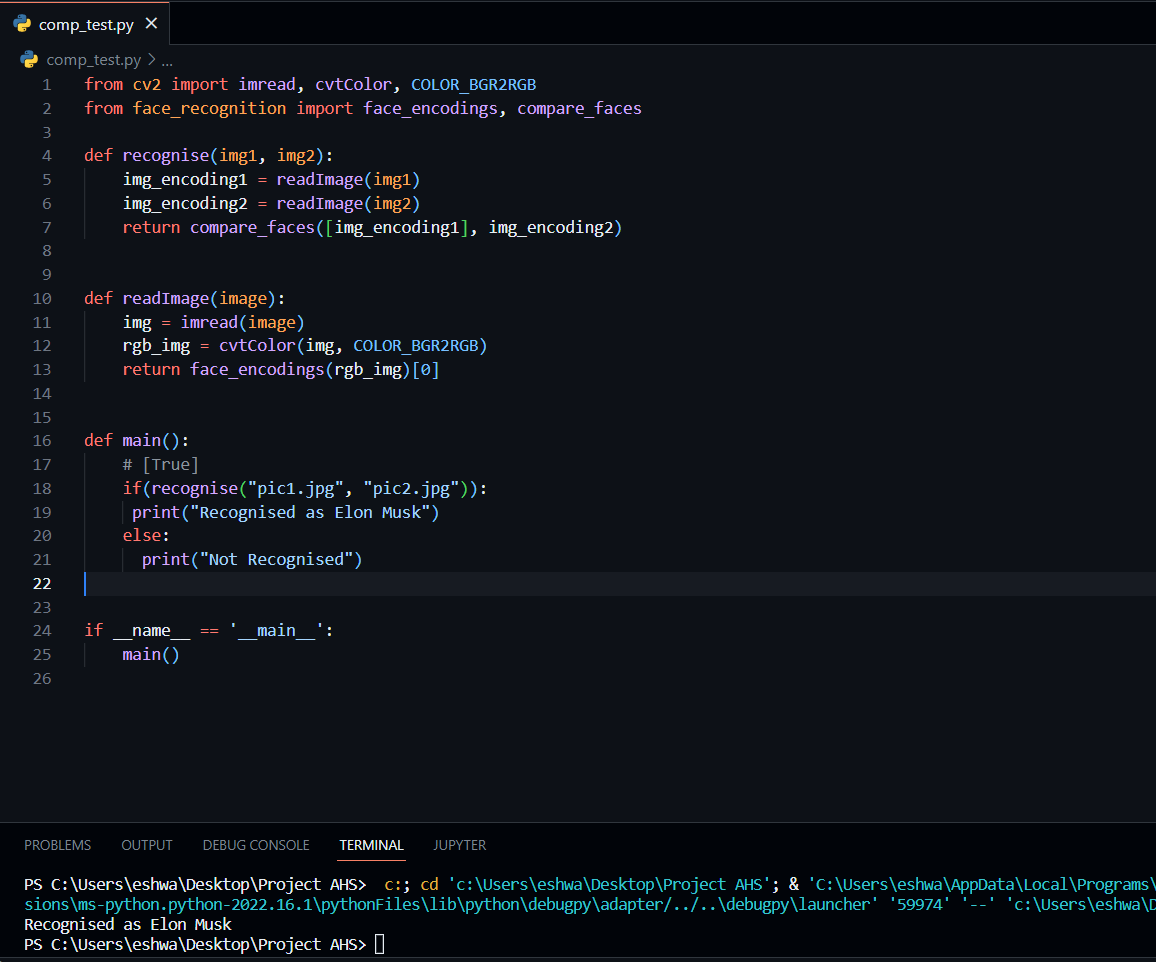 comp_test.py ×
comp_test.py > ...
1 from cv2 import imread, cvtColor, COLOR_BGR2RGB
2 from face_recognition import face_encodings, compare_faces
3
4 def recognise(img1, img2):
5     img_encoding1 = readImage(img1)
6     img_encoding2 = readImage(img2)
7     return compare_faces([img_encoding1], img_encoding2)
8
9
10 def readImage(image):
11     img = imread(image)
12     rgb_img = cvtColor(img, COLOR_BGR2RGB)
13     return face_encodings(rgb_img)[0]
14
15
16 def main():
17     # [True]
18     if(recognise("pic1.jpg", "pic2.jpg")):
19      print("Recognised as Elon Musk")
20     else:
21       print("Not Recognised")
22
23
24 if __name__ == '__main__':
25     main()
26
PROBLEMS OUTPUT DEBUG CONSOLE TERMINAL JUPYTER
PS C:\Users\eshwa\Desktop\Project AHS>  c:; cd 'c:\Users\eshwa\Desktop\Project AHS'; & 'C:\Users\eshwa\AppData\Local\Programs\
sions\ms-python.python-2022.16.1\pythonFiles\lib\python\debugpy\adapter/../..\debugpy\launcher' '59974' '--' 'c:\Users\eshwa\D
Recognised as Elon Musk
PS C:\Users\eshwa\Desktop\Project AHS>